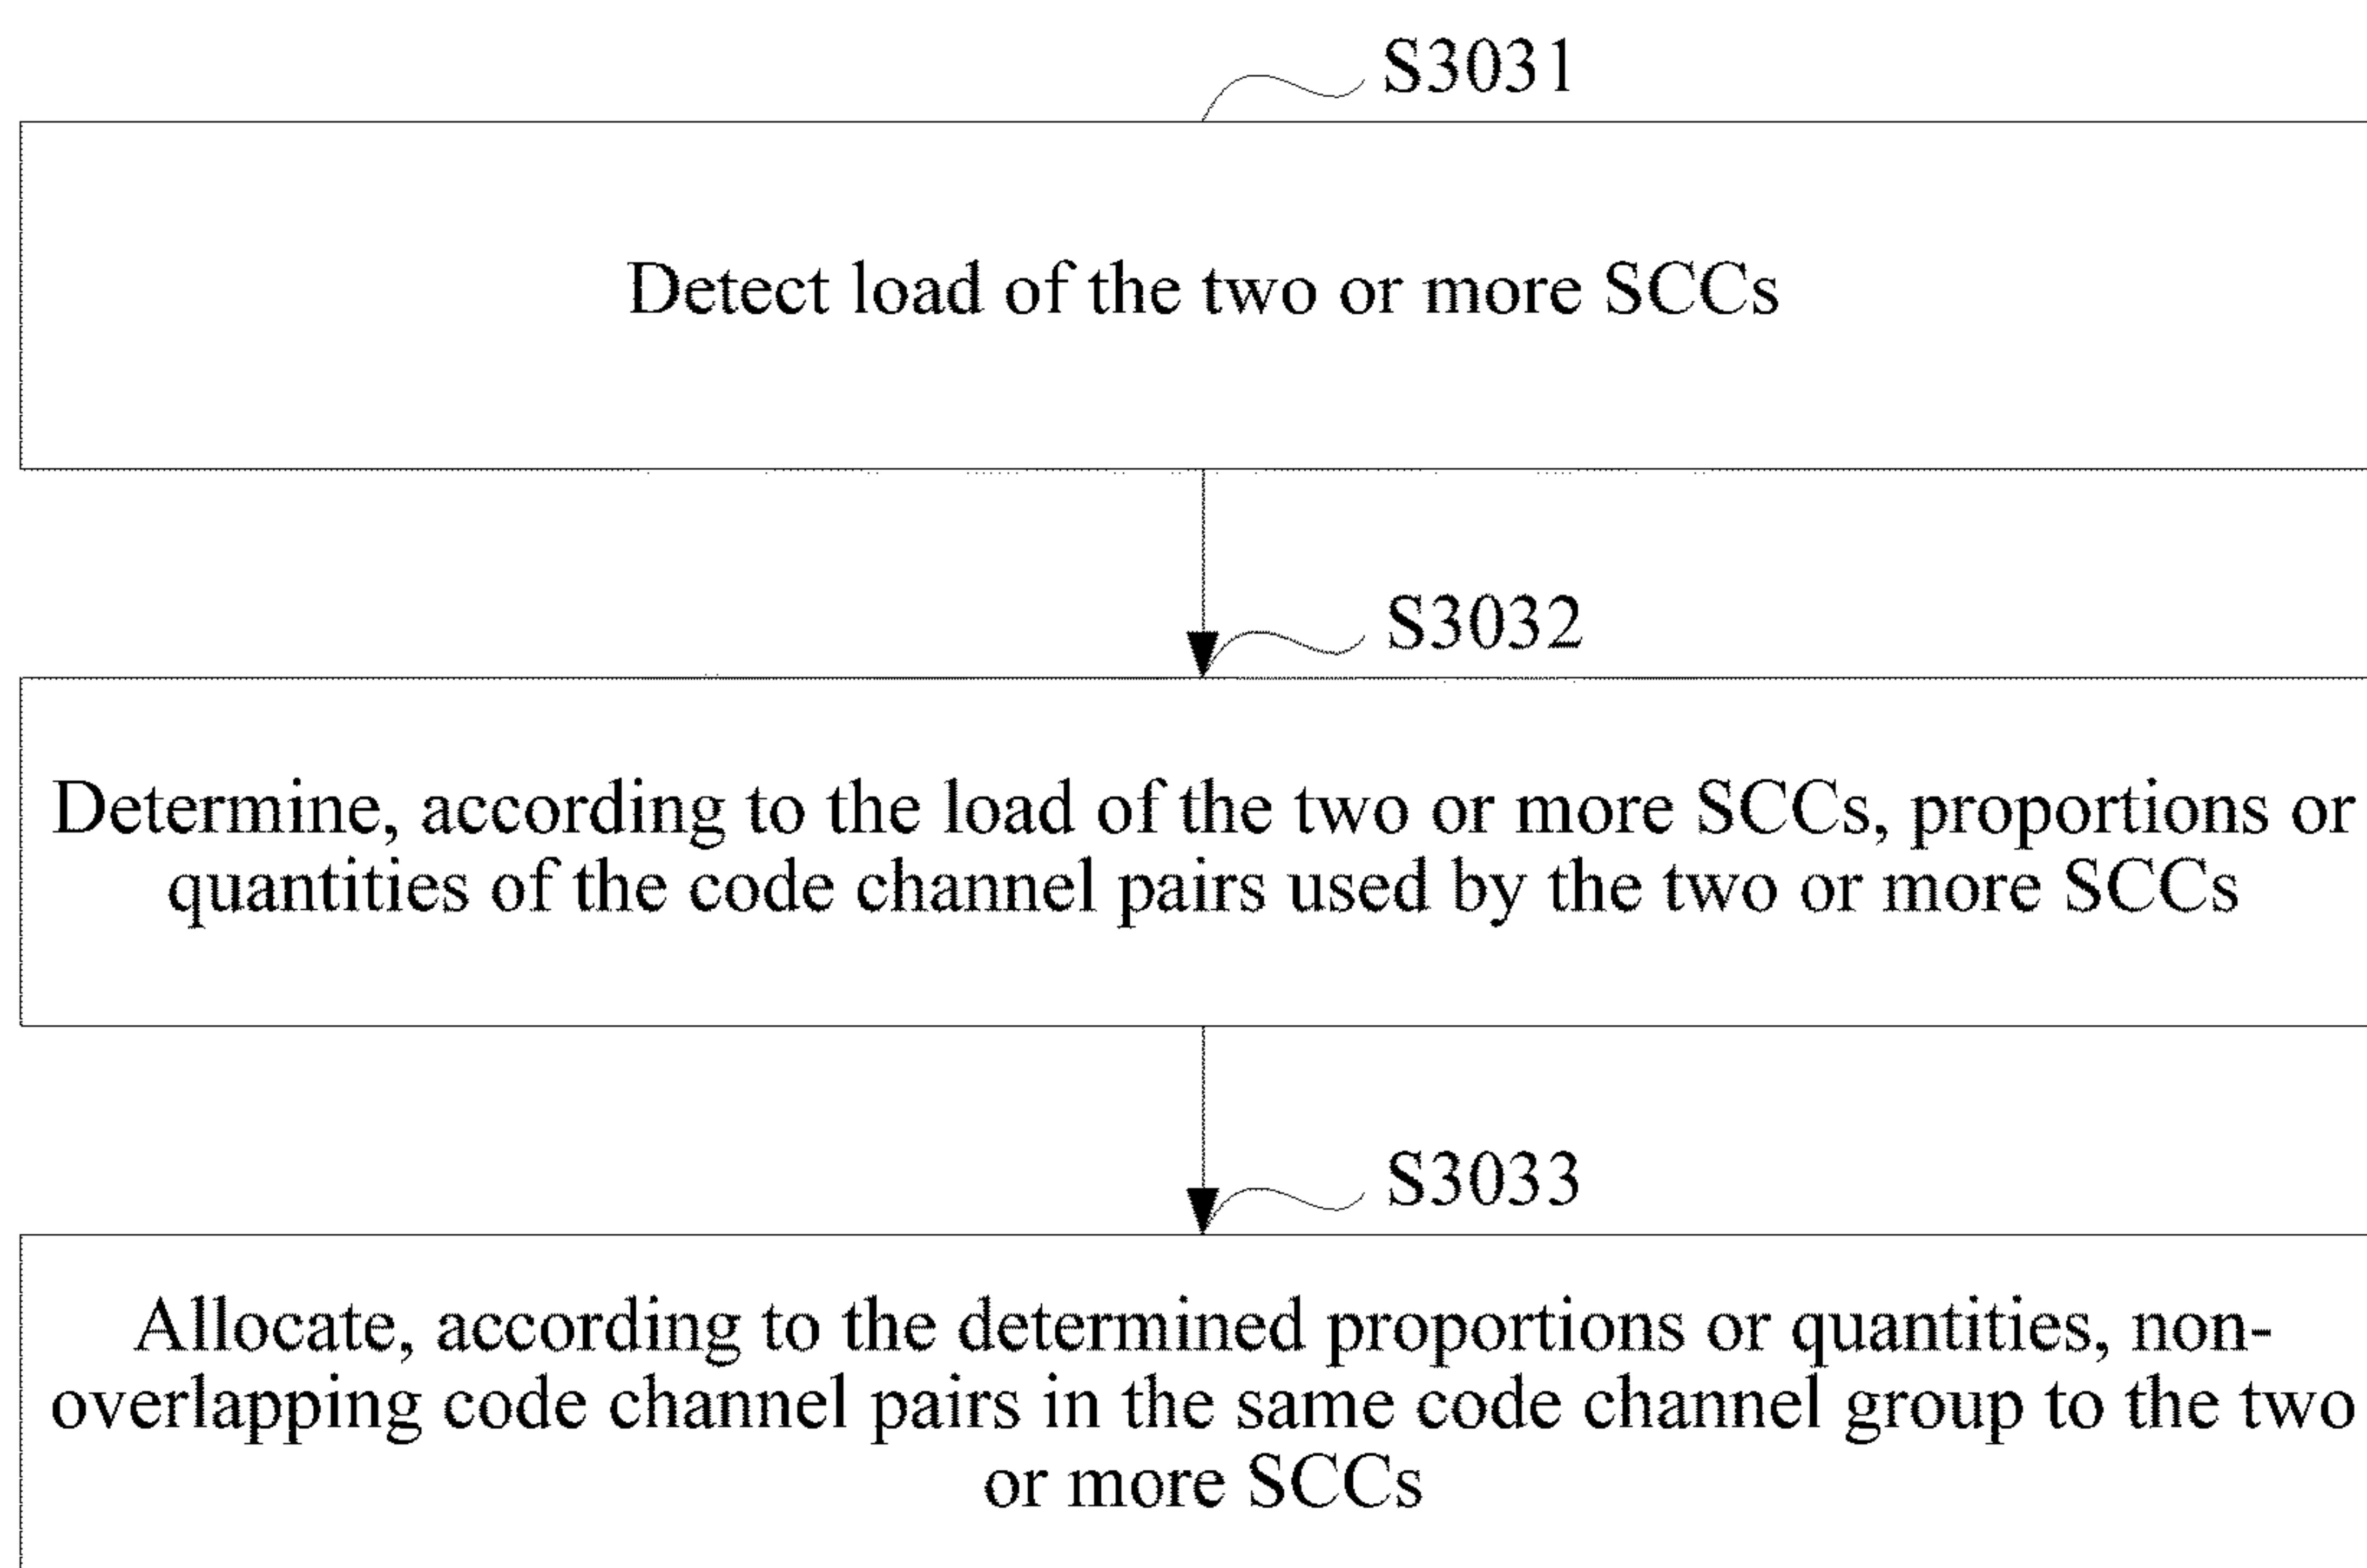 S3031
Detect load of the two or more SCCs
S3032
Determine, according to the load of the two or more SCCs, proportions or
quantities of the code channel pairs used by the two or more SCCs
S3033
Allocate, according to the determined proportions or quantities, non-
overlapping code channel pairs in the same code channel group to the two
or more SCCs